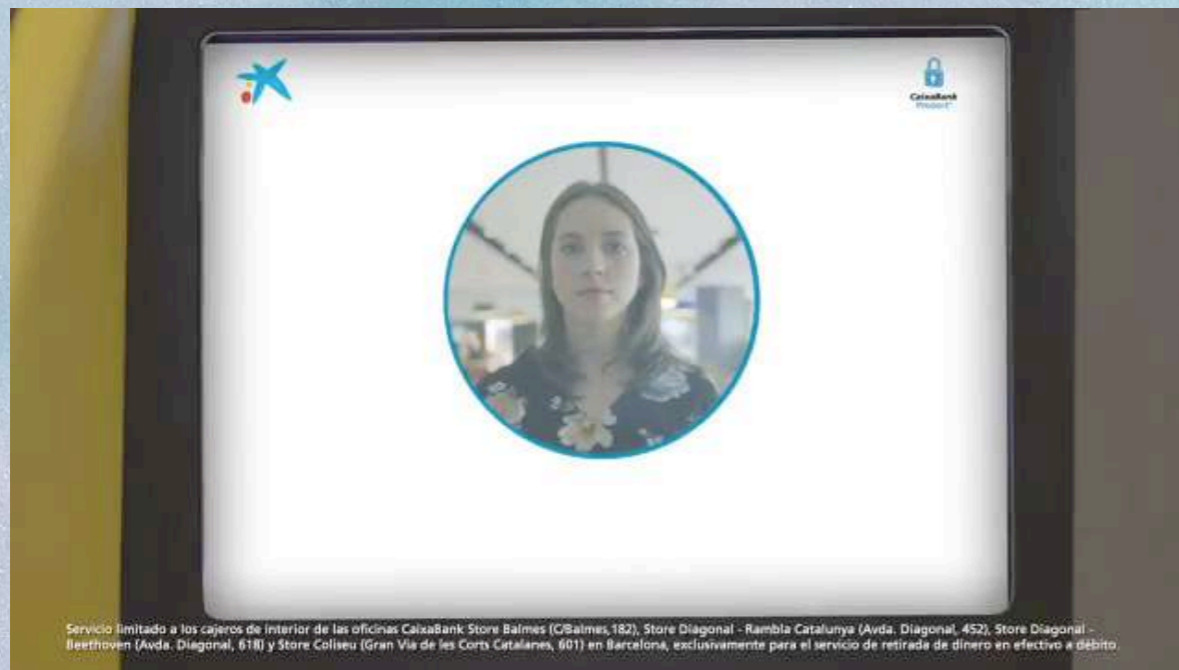 CaixaBank
Servicio limitado a los cajeros de interior de las oficinas CaixaBank Store Balmes (C/Balmes,182), Store Diagonal - Rambla Catalunya (Avda. Diagonal, 452), Store Diagonal -
Beethoven (Avda. Diagonal, 618) y Store Coliseu (Gran Via de les Corts Catalanes, 601) en Barcelona, exclusivamente para el servicio de retirada de dinero en efectivo a débito.